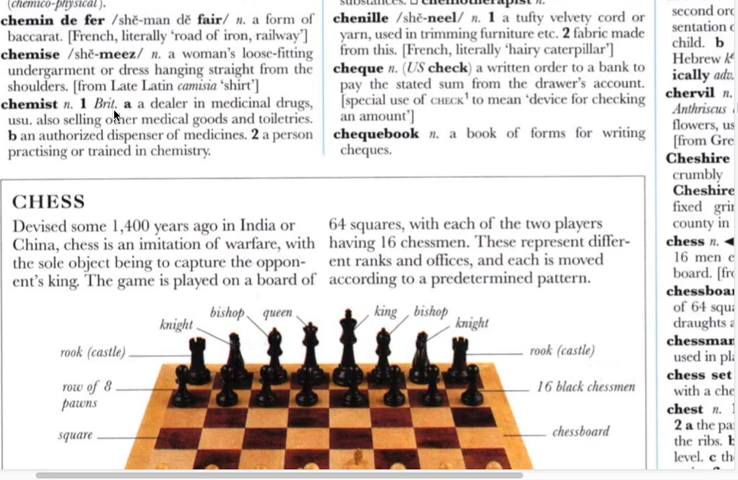 (chemico-physical).
chemin de fer /shĕ-man dĕ fair/ n. a form of
baccarat. [French, literally ‘road of iron, railway’]
chemise /shĕ-meez/ n. a woman's loose-fitting
undergarment or dress hanging straight from the
shoulders. [from Late Latin camisia ‘shirt’]
chemist n. 1 Brit. a a dealer in medicinal drugs,
usu. also selling other medical goods and toiletries.
b an authorized dispenser of medicines. 2 a person
practising or trained in chemistry.
substances. □ chemotherapist n.
chenille /shĕ-neel/ n. 1 a tufty velvety cord or
yarn, used in trimming furniture etc. 2 fabric made
from this. [French, literally ‘hairy caterpillar’]
cheque n. (US check) a written order to a bank to
pay the stated sum from the drawer's account.
[special use of CHECK¹ to mean ‘device for checking
an amount’]
chequebook n. a book of forms for writing
cheques.
CHESS
Devised some 1,400 years ago in India or
China, chess is an imitation of warfare, with
the sole object being to capture the oppon-
ent's king. The game is played on a board of
64 squares, with each of the two players
having 16 chessmen. These represent differ-
ent ranks and offices, and each is moved
according to a predetermined pattern.
knight
bishop
queen
king
bishop
knight
rook (castle)
rook (castle)
row of 8
pawns
16 black chessmen
square
chessboard
second
sentation
child. b
Hebrew
ically adv.
chervil n.
Anthriscus
flowers,
[from
Cheshire
crumbly
Cheshire
fixed
county in
chess n. ◄
16 men
board.
of 64
draughts
used in
chess set
with a
chest n.
2 a the
the ribs. b
level. c